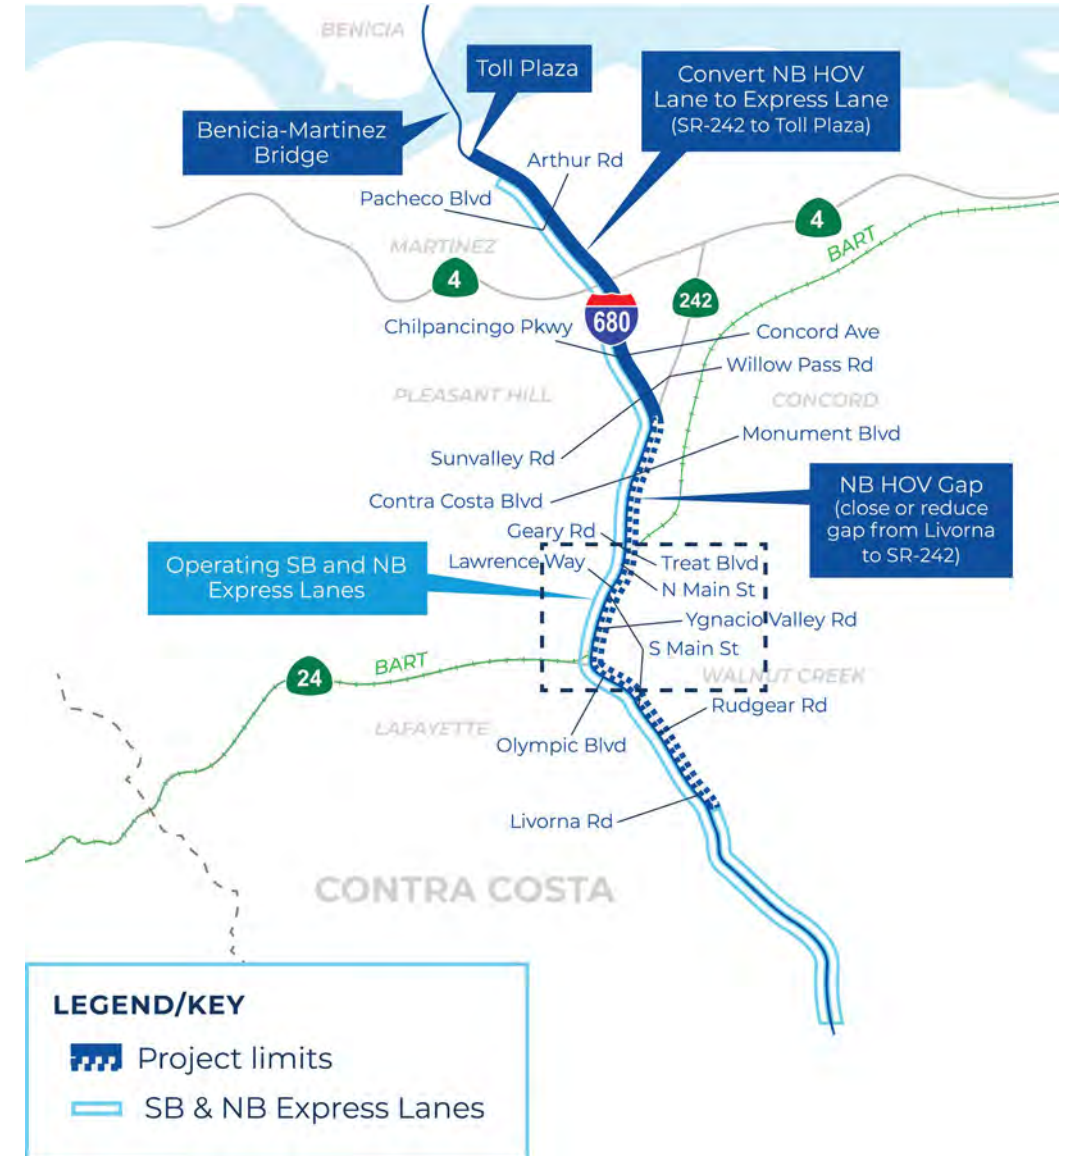 BENICIA
Toll Plaza
Convert NB HOV
Lane to Express Lane
(SR-242 to Toll Plaza)
Benicia-Martinez
Bridge
Arthur Rd
Pacheco Blvd
4
MARTINEZ
BART
4
242
680
Chilpancingo Pkwy
Concord Ave
Willow Pass Rd
PLEASANT HILL
CONCORD
Monument Blvd
Sunvalley Rd
NB HOV Gap
(close or reduce
gap from Livorna
to SR-242)
Contra Costa Blvd
Geary Rd
Lawrence Way
Treat Blvd
Operating SB and NB
Express Lanes
N Main St
Ygnacio Valley Rd
S Main St
BART
24
WALNUT CREEK
Rudgear Rd
LAFAYETTE
Olympic Blvd
Livorna Rd
CONTRA COSTA
LEGEND/KEY
Project limits
SB & NB Express Lanes